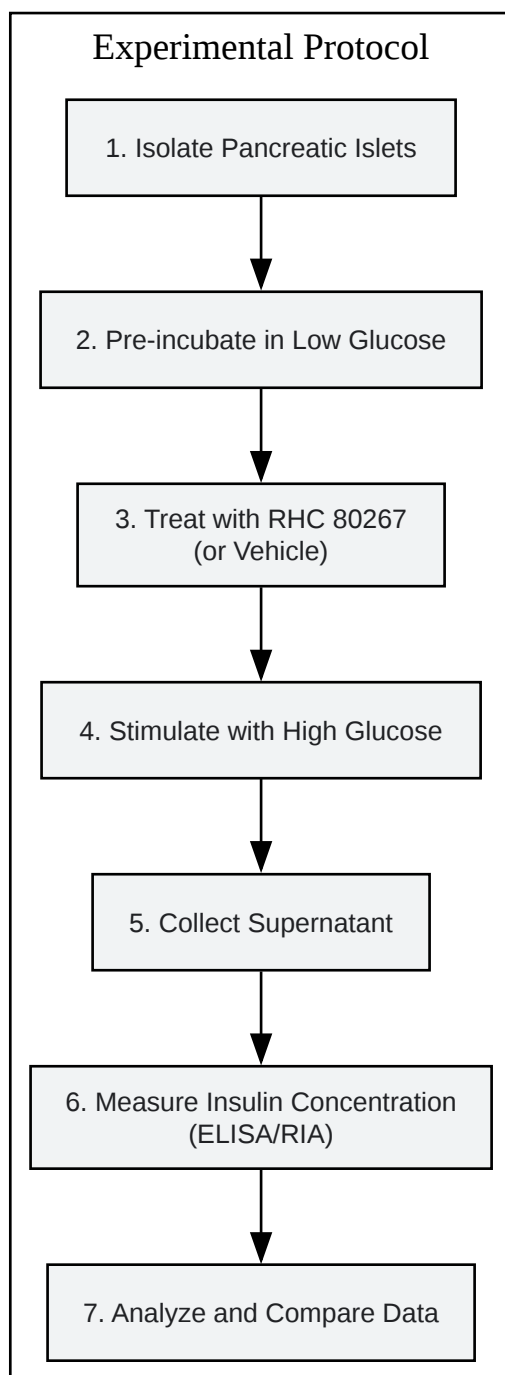 Experimental Protocol
1. Isolate Pancreatic Islets
2. Pre-incubate in Low Glucose
3. Treat with RHC 80267
(or Vehicle)
4. Stimulate with High Glucose
5. Collect Supernatant
6. Measure Insulin Concentration
(ELISA/RIA)
7. Analyze and Compare Data